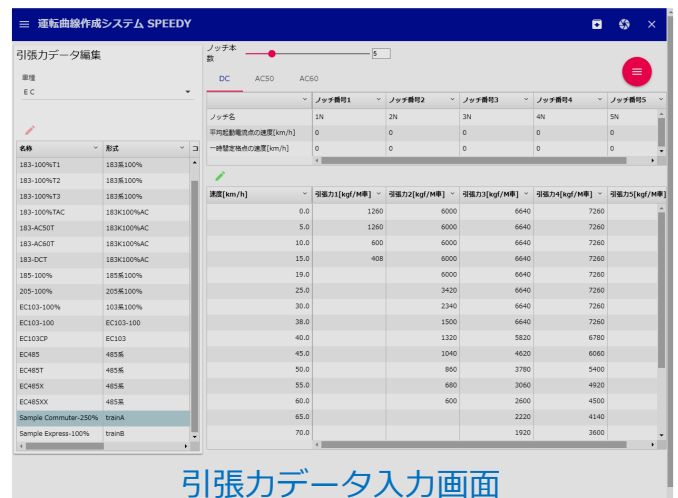 運転曲線作成システム SPEEDY
引張力データ編集
車種
ＥＣ
名称 形式 コ
183-100%T1 183系100%
183-100%T2 183系100%
183-100%T3 183系100%
183-100%TAC 183K100%AC
183-AC50T 183K100%AC
183-AC60T 183K100%AC
183-DCT 183K100%AC
185-100% 185系100%
205-100% 205系100%
EC103-100% 103系100%
EC103-100 EC103-100
EC103CP EC103
EC485 485系
EC485T 485系
EC485X 485系
EC485XX 485系
Sample Commuter-250% trainA
Sample Express-100% trainB
ノッチ本
数
5
DC AC50 AC60
ノッチ番号1 ノッチ番号2 ノッチ番号3 ノッチ番号4 ノッチ番号5
ノッチ名 1N 2N 3N 4N 5N
平均起動電流点の速度[km/h] 0 0 0 0 0
一時間定格点の速度[km/h] 0 0 0 0 0
速度[km/h] 引張力1[kgf/M車] 引張力2[kgf/M車] 引張力3[kgf/M車] 引張力4[kgf/M車] 引張力5[kgf/M車]
0.0 1260 6000 6640 7260
5.0 1260 6000 6640 7260
10.0 600 6000 6640 7260
15.0 408 6000 6640 7260
19.0 6000 6640 7260
25.0 3420 6640 7260
30.0 2340 6640 7260
38.0 1500 6640 7260
40.0 1320 5820 6780
45.0 1040 4620 6060
50.0 860 3780 5400
55.0 680 3060 4920
60.0 600 2600 4500
65.0 2220 4140
70.0 1920 3600
引張力データ入力画面